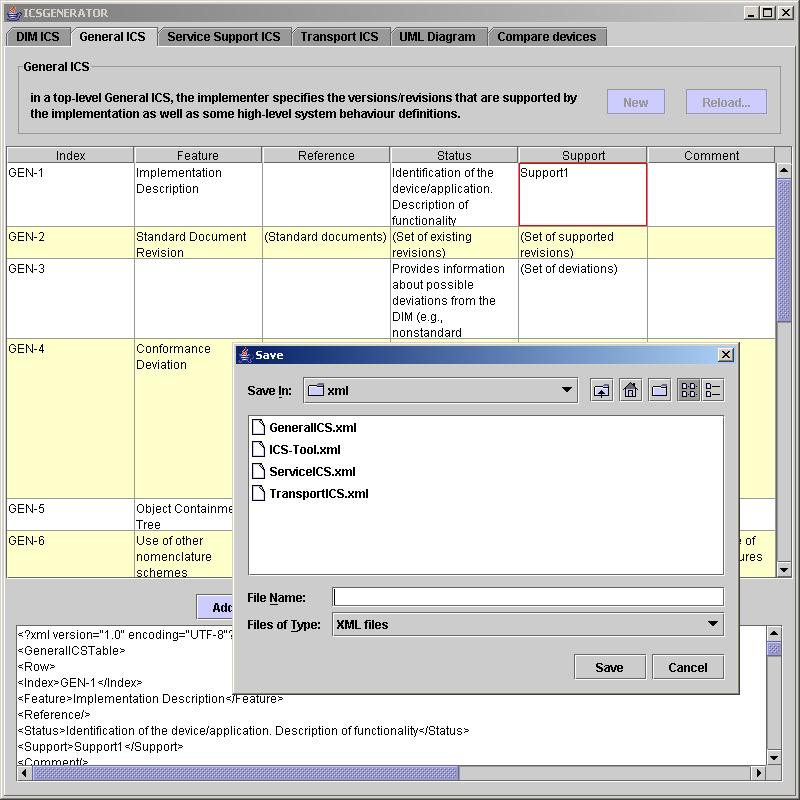 ICSGENERATOR
DIM ICS General ICS Service Support ICS Transport ICS UML Diagram Compare devices
General ICS
in a top-level General ICS, the implementer specifies the versions/revisions that are supported by
the implementation as well as some high-level system behaviour definitions.
New Reload...
Index Feature Reference Status Support Comment
GEN-1 Implementation Identification of the Support1
Description device/application.
Description of
functionality
GEN-2 Standard Document (Standard documents) (Set of existing (Set of supported
Revision revisions) revisions)
GEN-3 Provides information (Set of deviations)
about possible
deviations from the
DIM (e.g.,
nonstandard
GEN-4 Conformance
Deviation
GEN-5 Object Containme
Tree
GEN-6 Use of other
nomenclature
schemes
of
ures
Save
Save In: xml
GeneralICS.xml
ICS-Tool.xml
ServiceICS.xml
TransportICS.xml
File Name:
Files of Type: XML files
Save Cancel
Add
<?xml version="1.0" encoding="UTF-8"?
<GeneralICSTable>
<Row>
<Index>GEN-1</Index>
<Feature>Implementation Description</Feature>
<Reference/>
<Status>Identification of the device/application. Description of functionality</Status>
<Support>Support1</Support>
<Comment/>